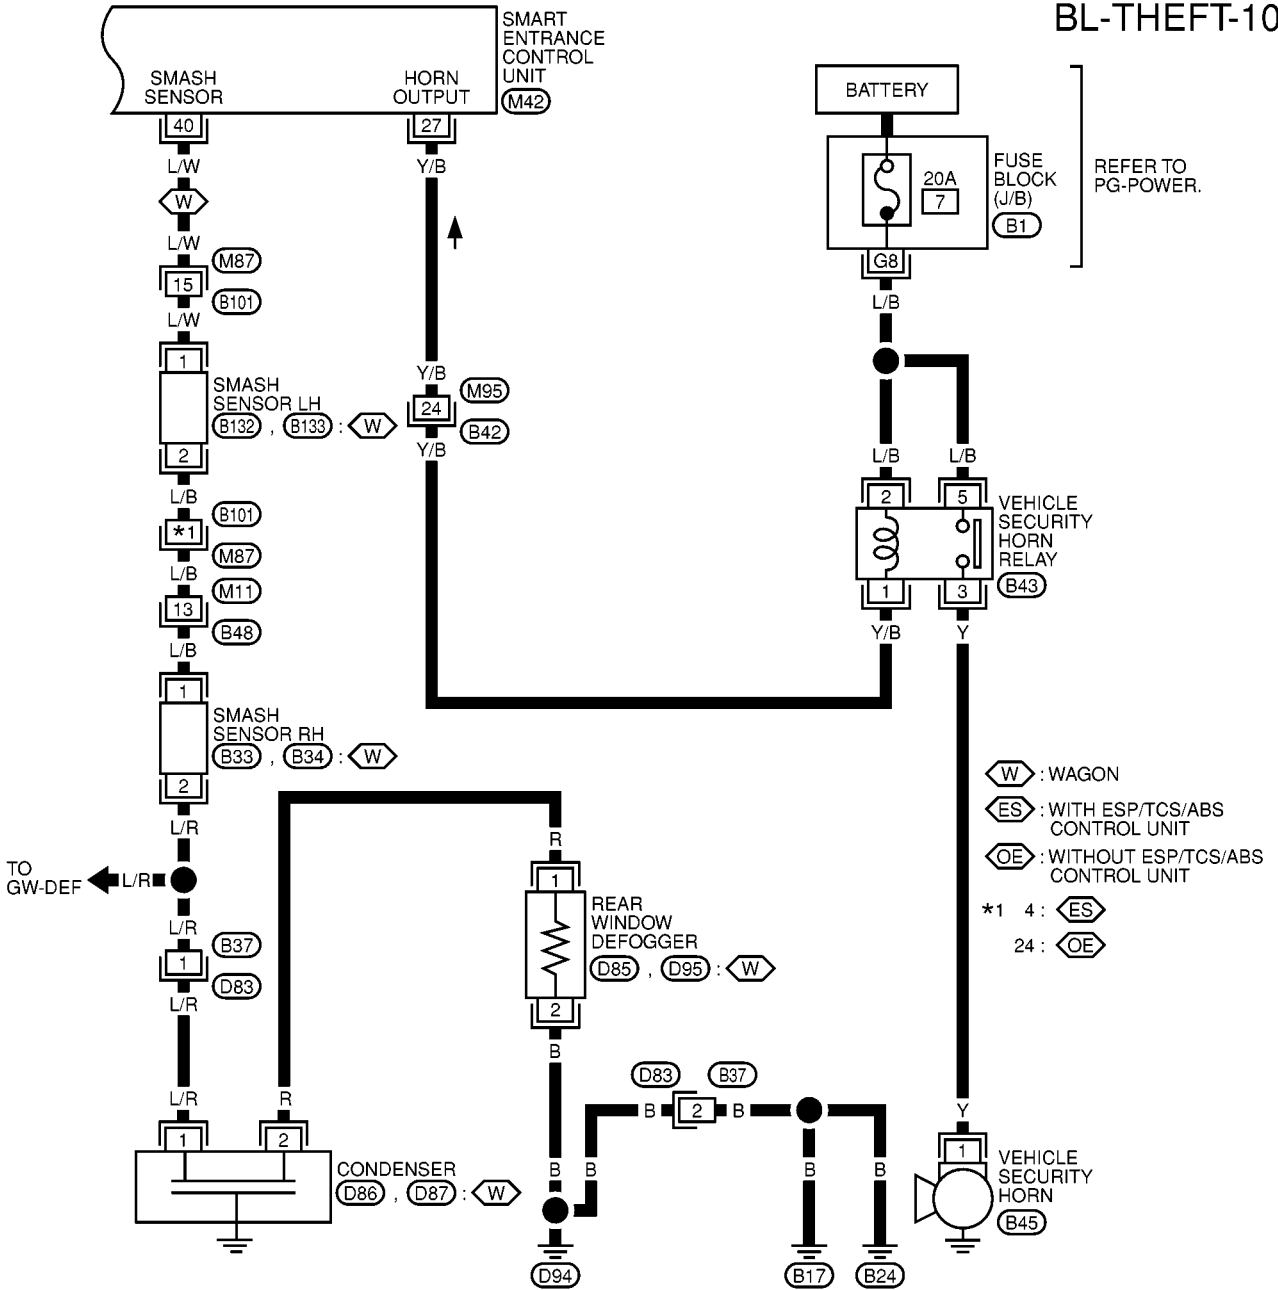 BL-THEFT-10
SMART
ENTRANCE
CONTROL
UNIT
M42
SMASH
SENSOR
HORN
OUTPUT
40
27
L/W
Y/B
W
L/W
M87
15
B101
L/W
1
SMASH
SENSOR LH
B132 , B133 : W
2
L/B
B101
*1
M87
L/B
M11
13
B48
L/B
1
SMASH
SENSOR RH
B33 , B34 : W
2
L/R
TO
GW-DEF
L/R
L/R
B37
1
D83
L/R
L/R
1
R
2
CONDENSER
D86 , D87 : W
Y/B
M95
24
B42
Y/B
BATTERY
20A
7
FUSE
BLOCK
(J/B)
B1
REFER TO
PG-POWER.
G8
L/B
L/B
L/B
2
5
VEHICLE
SECURITY
HORN
RELAY
B43
1
3
Y/B
Y
R
1
REAR
WINDOW
DEFOGGER
D85 , D95 : W
2
B
B
B
D94
D83
B37
B
2
B
B
B
B17
B24
Y
1
VEHICLE
SECURITY
HORN
B45
W : WAGON
ES : WITH ESP/TCS/ABS
CONTROL UNIT
OE : WITHOUT ESP/TCS/ABS
CONTROL UNIT
*1 4 : ES
24 : OE